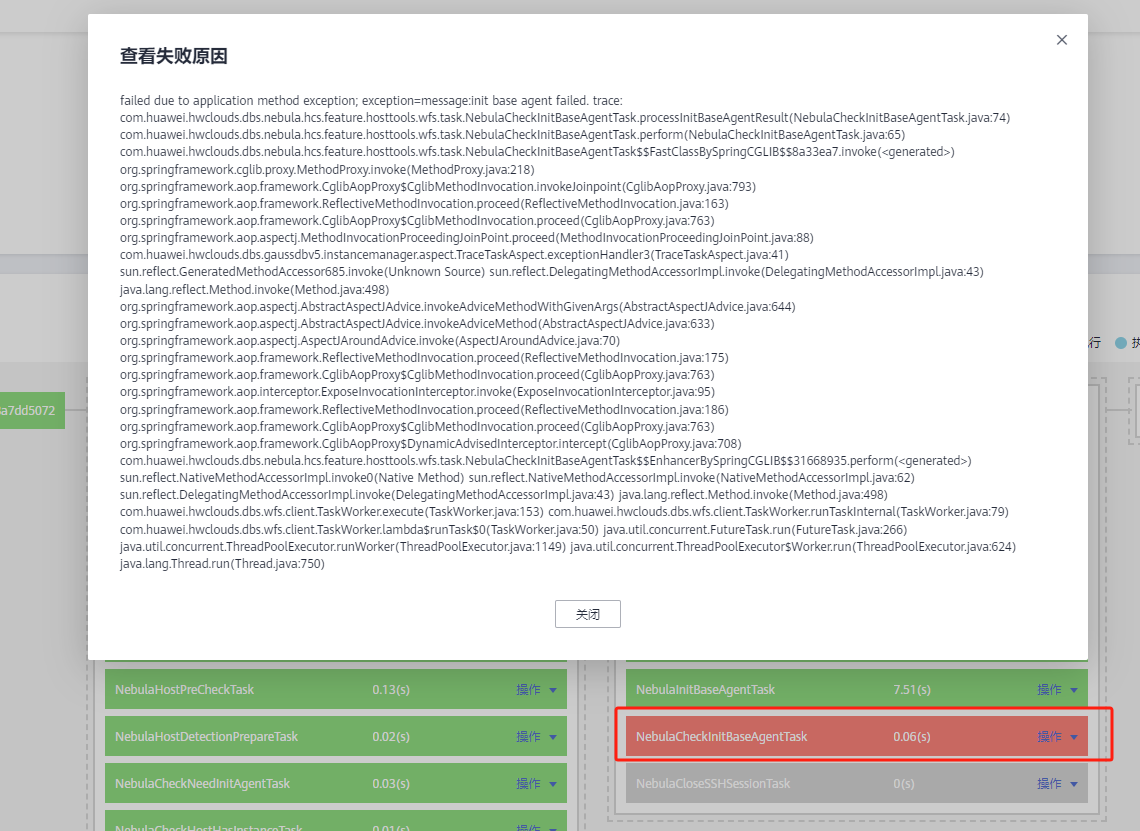 查看失败原因
failed due to application method exception; exception=message:init base agent failed. trace:
com.huawei.hwclouds.dbs.nebula.hcs.feature.hosttools.wfs.task.NebulaCheckInitBaseAgentTask.processInitBaseAgentResult(NebulaCheckInitBaseAgentTask.java:74)
com.huawei.hwclouds.dbs.nebula.hcs.feature.hosttools.wfs.task.NebulaCheckInitBaseAgentTask.perform(NebulaCheckInitBaseAgentTask.java:65)
com.huawei.hwclouds.dbs.nebula.hcs.feature.hosttools.wfs.task.NebulaCheckInitBaseAgentTask$$FastClassBySpringCGLIB$$8a33ea7.invoke(<generated>)
org.springframework.cglib.proxy.MethodProxy.invoke(MethodProxy.java:218)
org.springframework.aop.framework.CglibAopProxy$CglibMethodInvocation.invokeJoinpoint(CglibAopProxy.java:793)
org.springframework.aop.framework.ReflectiveMethodInvocation.proceed(ReflectiveMethodInvocation.java:163)
org.springframework.aop.framework.CglibAopProxy$CglibMethodInvocation.proceed(CglibAopProxy.java:763)
org.springframework.aop.aspectj.MethodInvocationProceedingJoinPoint.proceed(MethodInvocationProceedingJoinPoint.java:88)
com.huawei.hwclouds.dbs.gaussdbv5.instancemanager.aspect.TraceTaskAspect.exceptionHandler3(TraceTaskAspect.java:41)
sun.reflect.GeneratedMethodAccessor685.invoke(Unknown Source) sun.reflect.DelegatingMethodAccessorImpl.invoke(DelegatingMethodAccessorImpl.java:43)
java.lang.reflect.Method.invoke(Method.java:498)
org.springframework.aop.aspectj.AbstractAspectJAdvice.invokeAdviceMethodWithGivenArgs(AbstractAspectJAdvice.java:644)
org.springframework.aop.aspectj.AbstractAspectJAdvice.invokeAdviceMethod(AbstractAspectJAdvice.java:633)
org.springframework.aop.aspectj.AspectJAroundAdvice.invoke(AspectJAroundAdvice.java:70)
org.springframework.aop.framework.ReflectiveMethodInvocation.proceed(ReflectiveMethodInvocation.java:175)
org.springframework.aop.framework.CglibAopProxy$CglibMethodInvocation.proceed(CglibAopProxy.java:763)
org.springframework.aop.interceptor.ExposeInvocationInterceptor.invoke(ExposeInvocationInterceptor.java:95)
org.springframework.aop.framework.ReflectiveMethodInvocation.proceed(ReflectiveMethodInvocation.java:186)
org.springframework.aop.framework.CglibAopProxy$CglibMethodInvocation.proceed(CglibAopProxy.java:763)
org.springframework.aop.framework.CglibAopProxy$DynamicAdvisedInterceptor.intercept(CglibAopProxy.java:708)
com.huawei.hwclouds.dbs.nebula.hcs.feature.hosttools.wfs.task.NebulaCheckInitBaseAgentTask$$EnhancerBySpringCGLIB$$31668935.perform(<generated>)
sun.reflect.NativeMethodAccessorImpl.invoke0(Native Method) sun.reflect.NativeMethodAccessorImpl.invoke(NativeMethodAccessorImpl.java:62)
sun.reflect.DelegatingMethodAccessorImpl.invoke(DelegatingMethodAccessorImpl.java:43) java.lang.reflect.Method.invoke(Method.java:498)
com.huawei.hwclouds.dbs.wfs.client.TaskWorker.execute(TaskWorker.java:153) com.huawei.hwclouds.dbs.wfs.client.TaskWorker.runTaskInternal(TaskWorker.java:79)
com.huawei.hwclouds.dbs.wfs.client.TaskWorker.lambda$runTask$0(TaskWorker.java:50) java.util.concurrent.FutureTask.run(FutureTask.java:266)
java.util.concurrent.ThreadPoolExecutor.runWorker(ThreadPoolExecutor.java:1149) java.util.concurrent.ThreadPoolExecutor$Worker.run(ThreadPoolExecutor.java:624)
java.lang.Thread.run(Thread.java:750)
关闭
行 执
a7dd5072
NebulaHostPreCheckTask 0.13(s) 操作
NebulaHostDetectionPrepareTask 0.02(s) 操作
NebulaCheckNeedInitAgentTask 0.03(s) 操作
NebulaCheckHostHasInstanceTask 0.01(s) 操作
NebulaInitBaseAgentTask 7.51(s) 操作
NebulaCheckInitBaseAgentTask 0.06(s) 操作
NebulaCloseSSHSessionTask 0(s) 操作